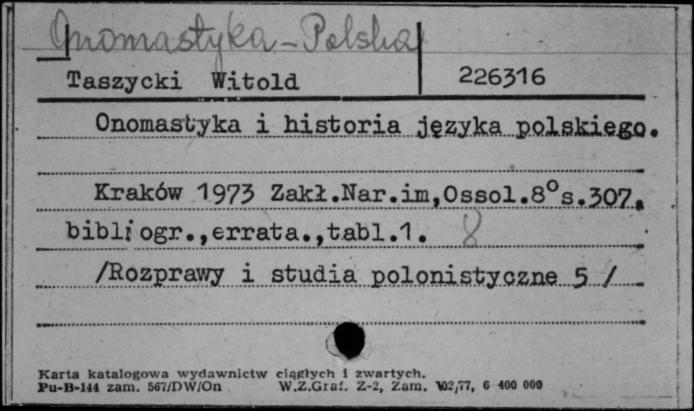 Onomastyka - Polska
Taszycki Witold 226316
Onomastyka i historia języka polskiego.
Kraków 1973 Zakł.Nar.im,Ossol.8° s.307.
bibliogr.,errata.,tabl.1. 8
/Rozprawy i studia polonistyczne 5 /
Karta katalogowa wydawnictw ciągłych i zwartych.
Pu-B-144 zam. 567/DW/On W.Z.Graf. Z-2, Zam. 102/77, 6 400 000